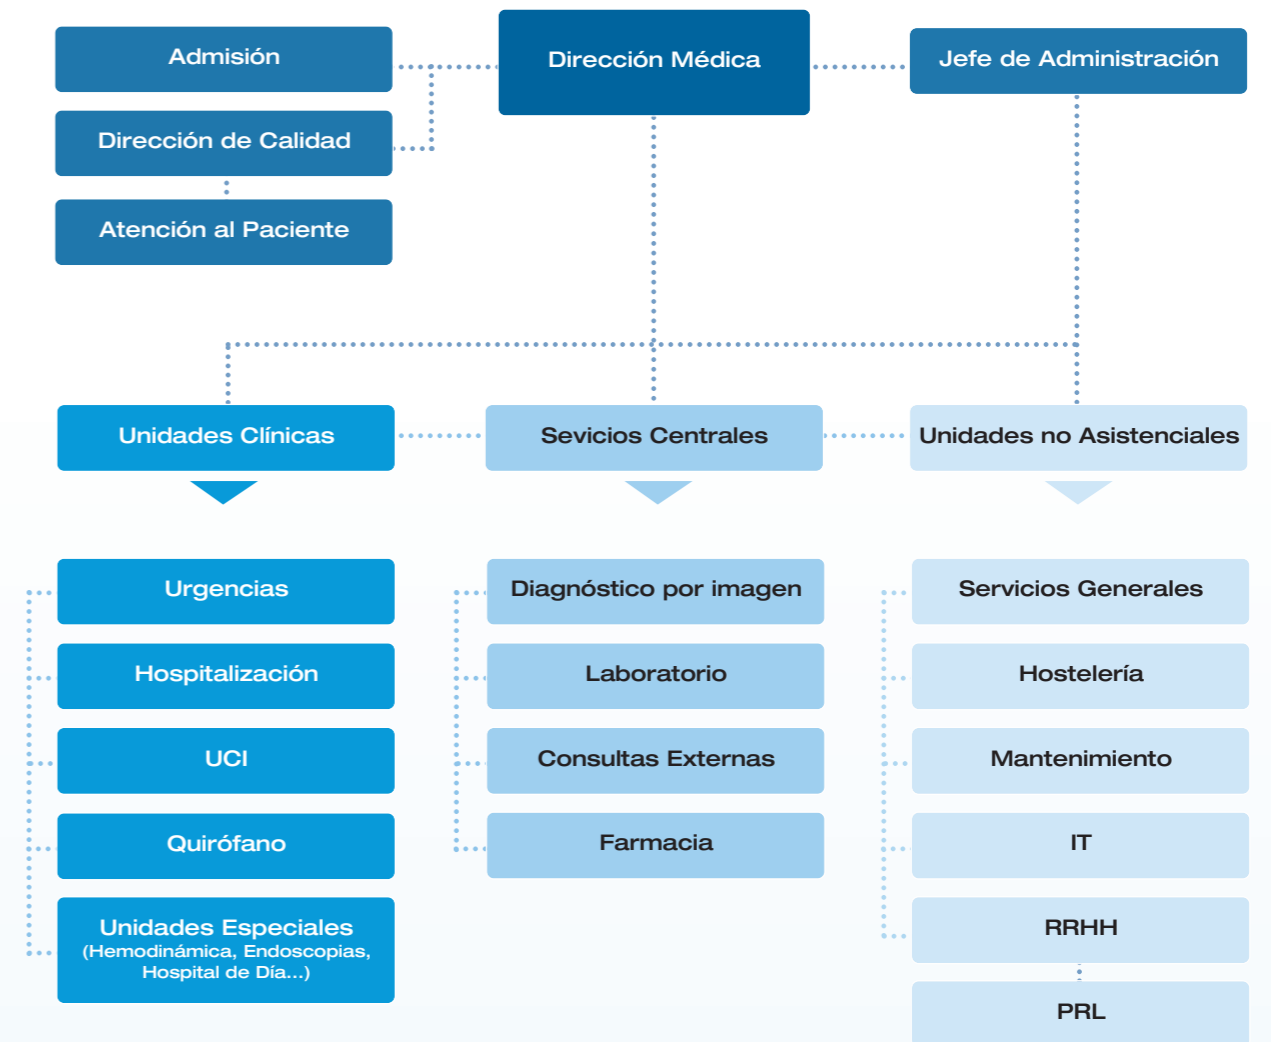 Admisión
Dirección Médica
Jefe de Administración
Dirección de Calidad
Atención al Paciente
Unidades Clínicas
Sevicios Centrales
Unidades no Asistenciales
Urgencias
Hospitalización
UCI
Quirófano
Unidades Especiales
(Hemodinámica, Endoscopias,
Hospital de Día...)
Diagnóstico por imagen
Laboratorio
Consultas Externas
Farmacia
Servicios Generales
Hostelería
Mantenimiento
IT
RRHH
PRL